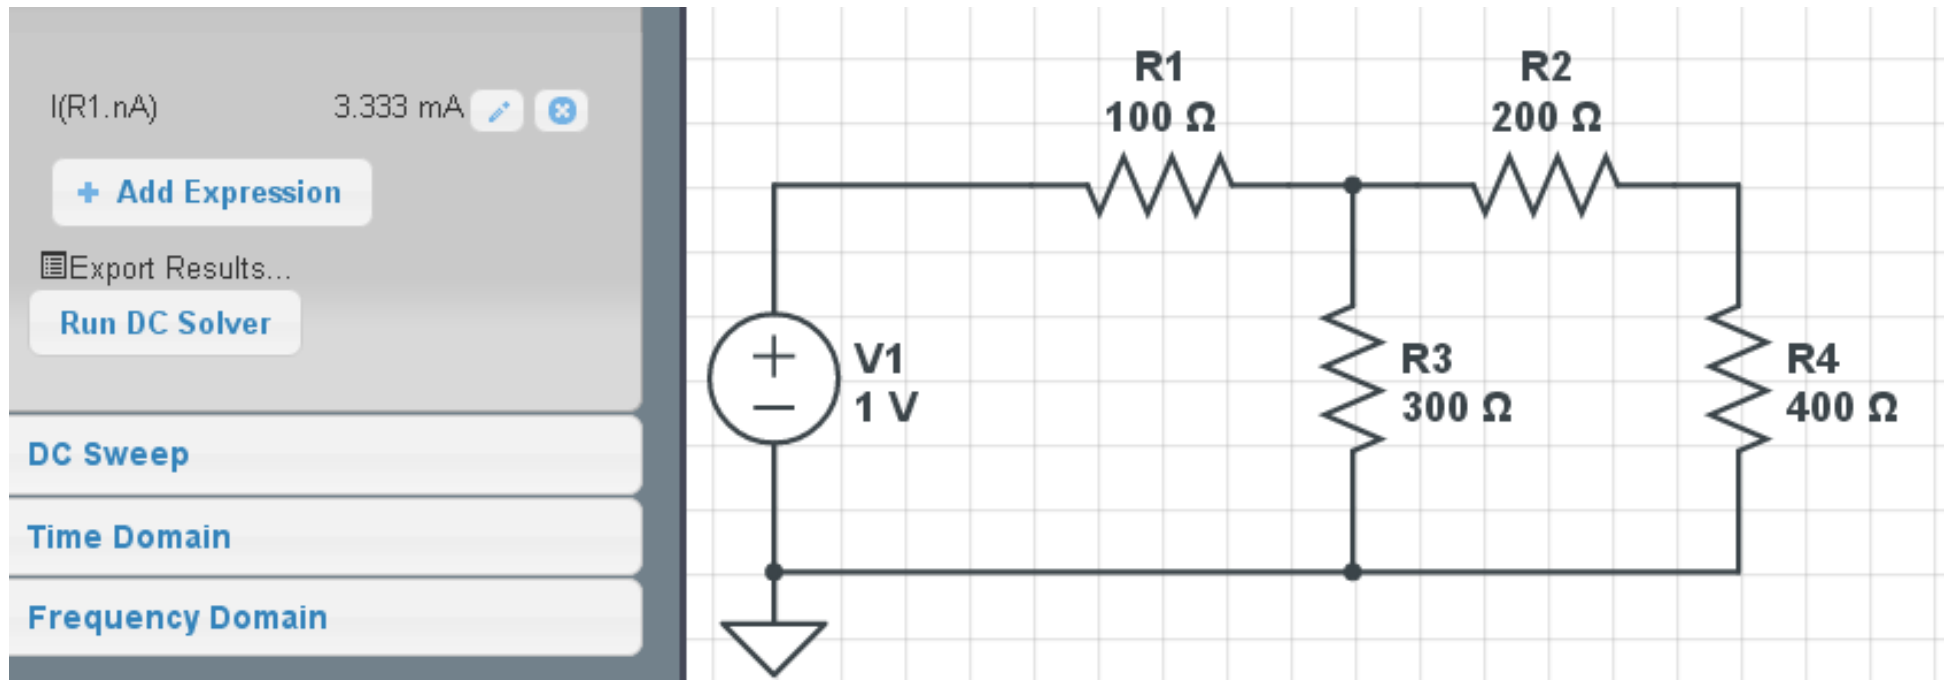 I(R1.nA) 3.333 mA
+ Add Expression
Export Results...
Run DC Solver
DC Sweep
Time Domain
Frequency Domain
R1
100 Ω
R2
200 Ω
V1
1 V
R3
300 Ω
R4
400 Ω